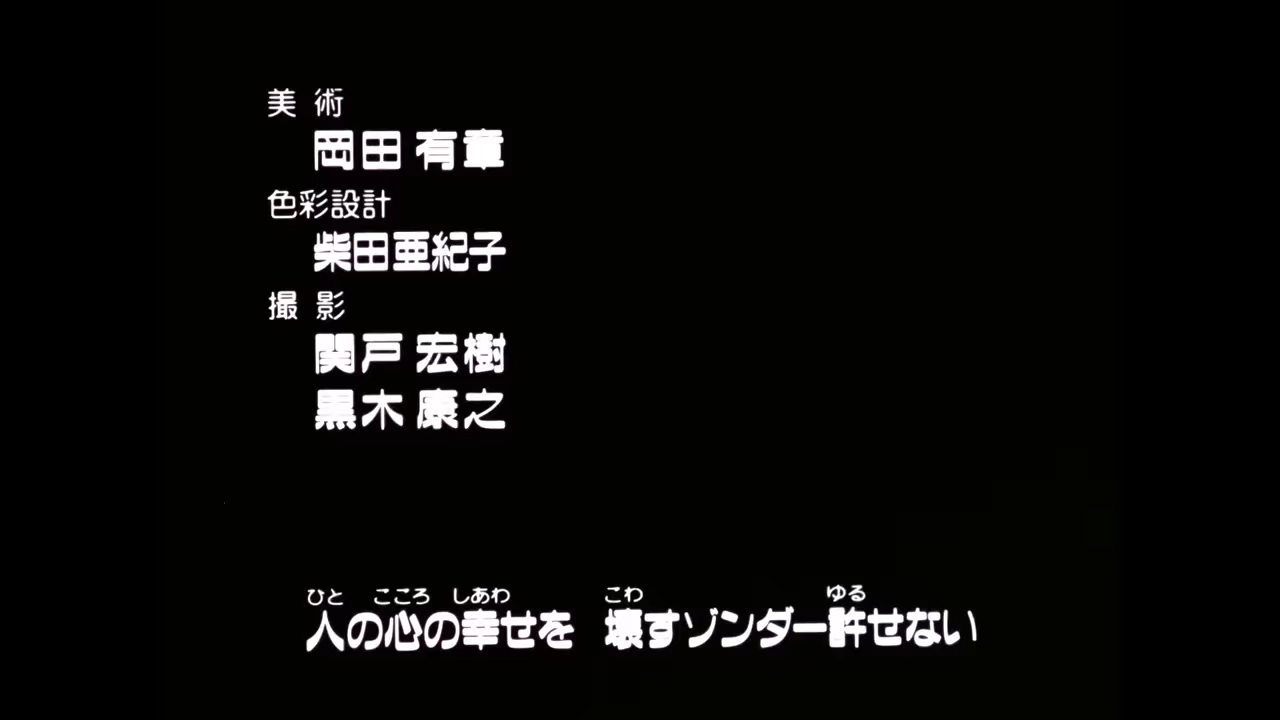 美術
岡田 有章
色彩設計
柴田亜紀子
撮影
関戸 宏樹
黒木 康之
ひと こころ しあわ こわ ゆる
人の心の幸せを 壊すゾンダー許せない